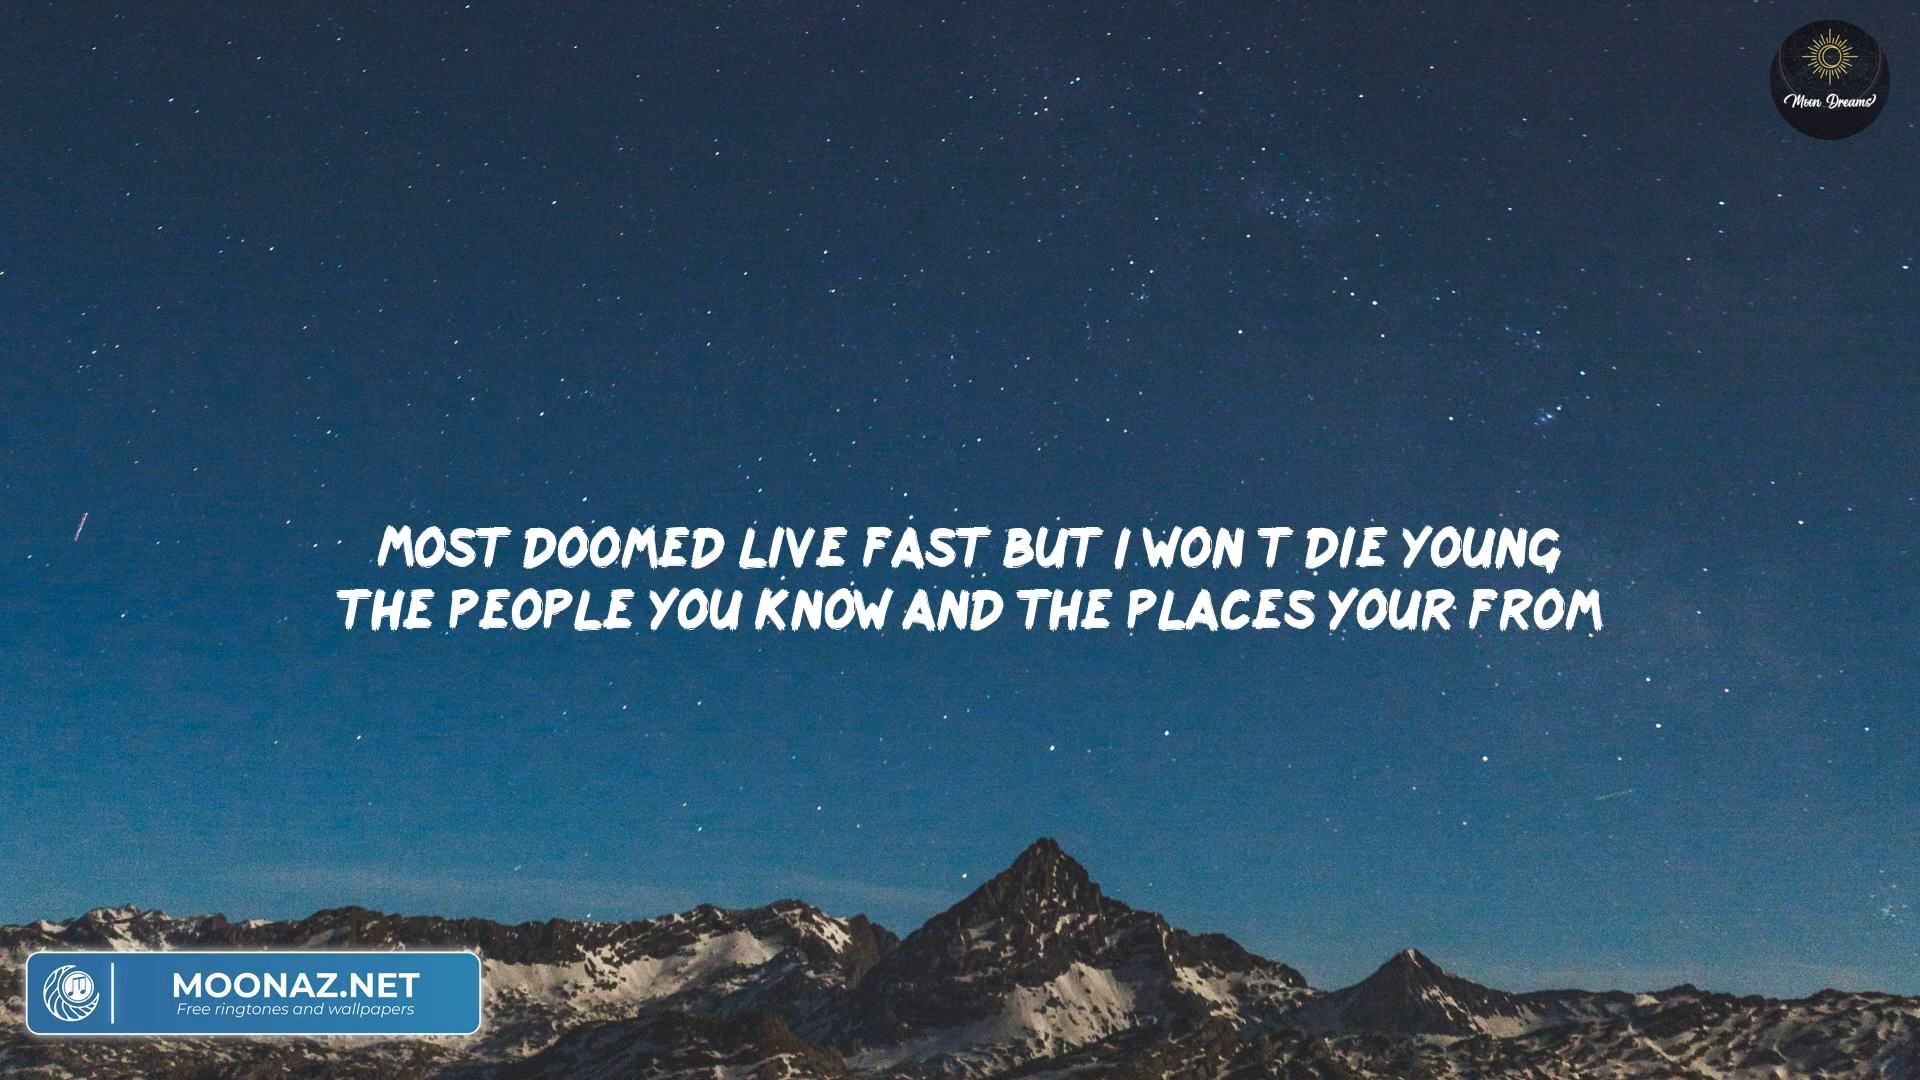 Moon Dreams
MOST DOOMED LIVE FAST BUT I WON T DIE YOUNG
THE PEOPLE YOU KNOW AND THE PLACES YOUR FROM
MOONAZ.NET
Free ringtones and wallpapers